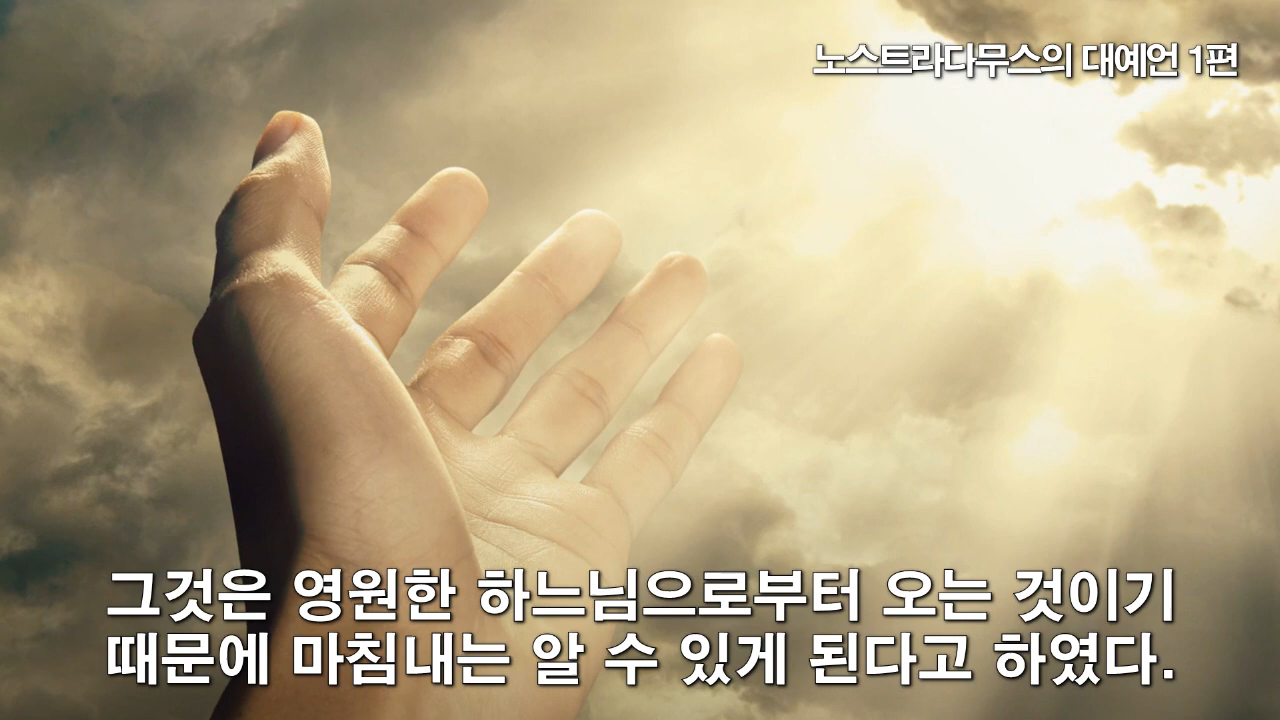 노스트라다무스의 대예언 1편
그것은 영원한 하느님으로부터 오는 것이기
때문에 마침내는 알 수 있게 된다고 하였다.